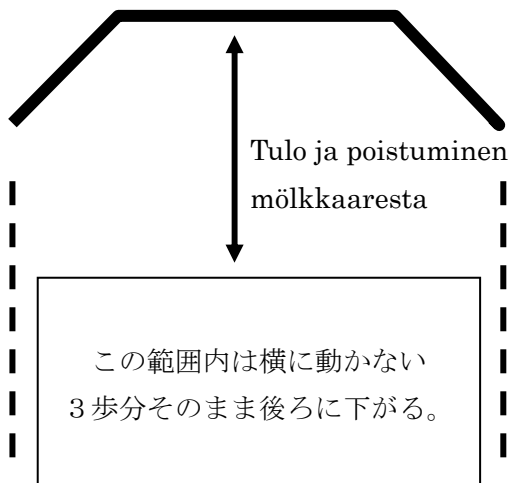 Tulo ja poistuminen
mölkkaaresta
この範囲内は横に動かない
３歩分そのまま後ろに下がる。